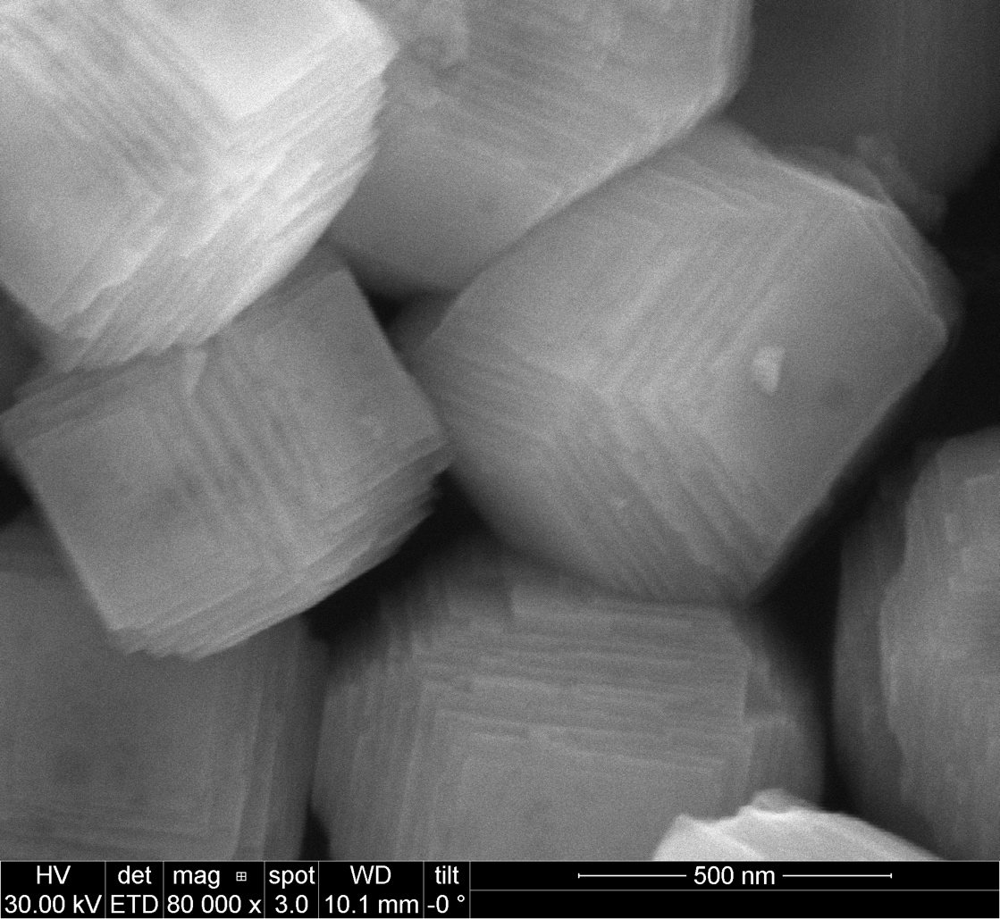 HV det mag ⊞ spot WD tilt 500 nm
30.00 kV ETD 80 000 x 3.0 10.1 mm -0 °